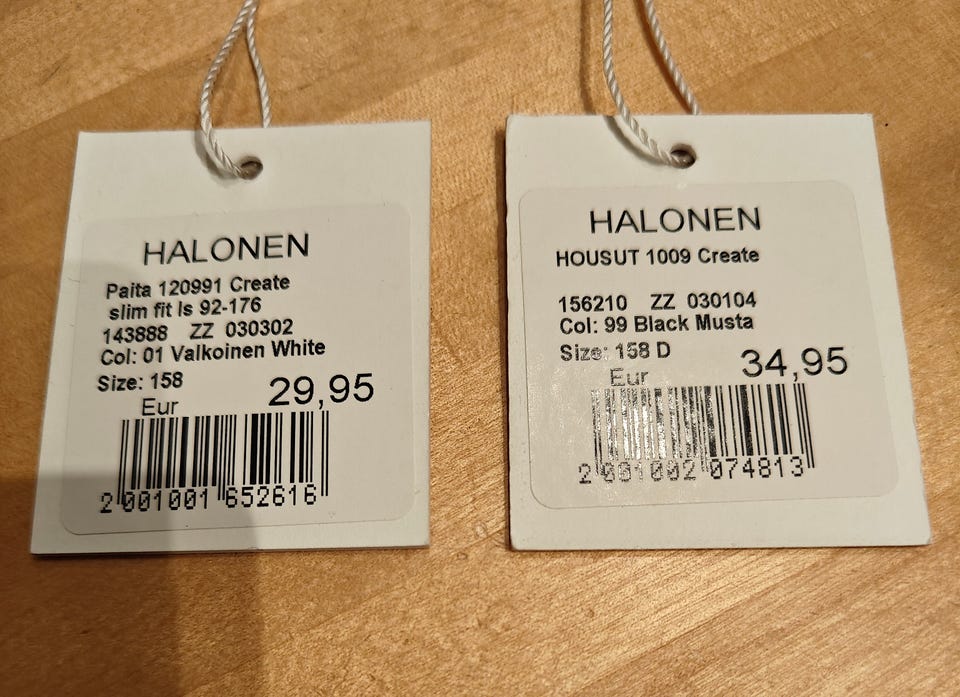 HALONEN
Paita 120991 Create
slim fit ls 92-176
143888 ZZ 030302
Col: 01 Valkoinen White
Size: 158
29,95
Eur
2 001001 652616
HALONEN
HOUSUT 1009 Create
156210 ZZ 030104
Col: 99 Black Musta
Size: 158 D
34,95
Eur
2 001002 074813